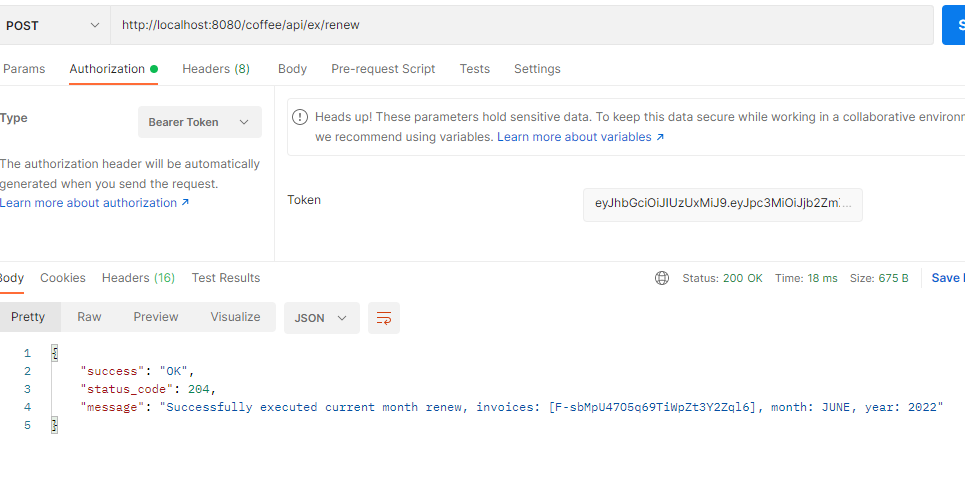 POST http://localhost:8080/coffee/api/ex/renew
Params Authorization Headers (8) Body Pre-request Script Tests Settings
Type Bearer Token
The authorization header will be automatically
generated when you send the request.
Learn more about authorization ↗
Heads up! These parameters hold sensitive data. To keep this data secure while working in a collaborative environ
we recommend using variables. Learn more about variables ↗
Token eyJhbGciOiJIUzUxMiJ9.eyJpc3MiOiJjb2Zm...
Body Cookies Headers (16) Test Results Status: 200 OK Time: 18 ms Size: 675 B Save
Pretty Raw Preview Visualize JSON
1 {
2 "success": "OK",
3 "status_code": 204,
4 "message": "Successfully executed current month renew, invoices: [F-sbMpU47O5q69TiWpZt3Y2Zql6], month: JUNE, year: 2022"
5 }